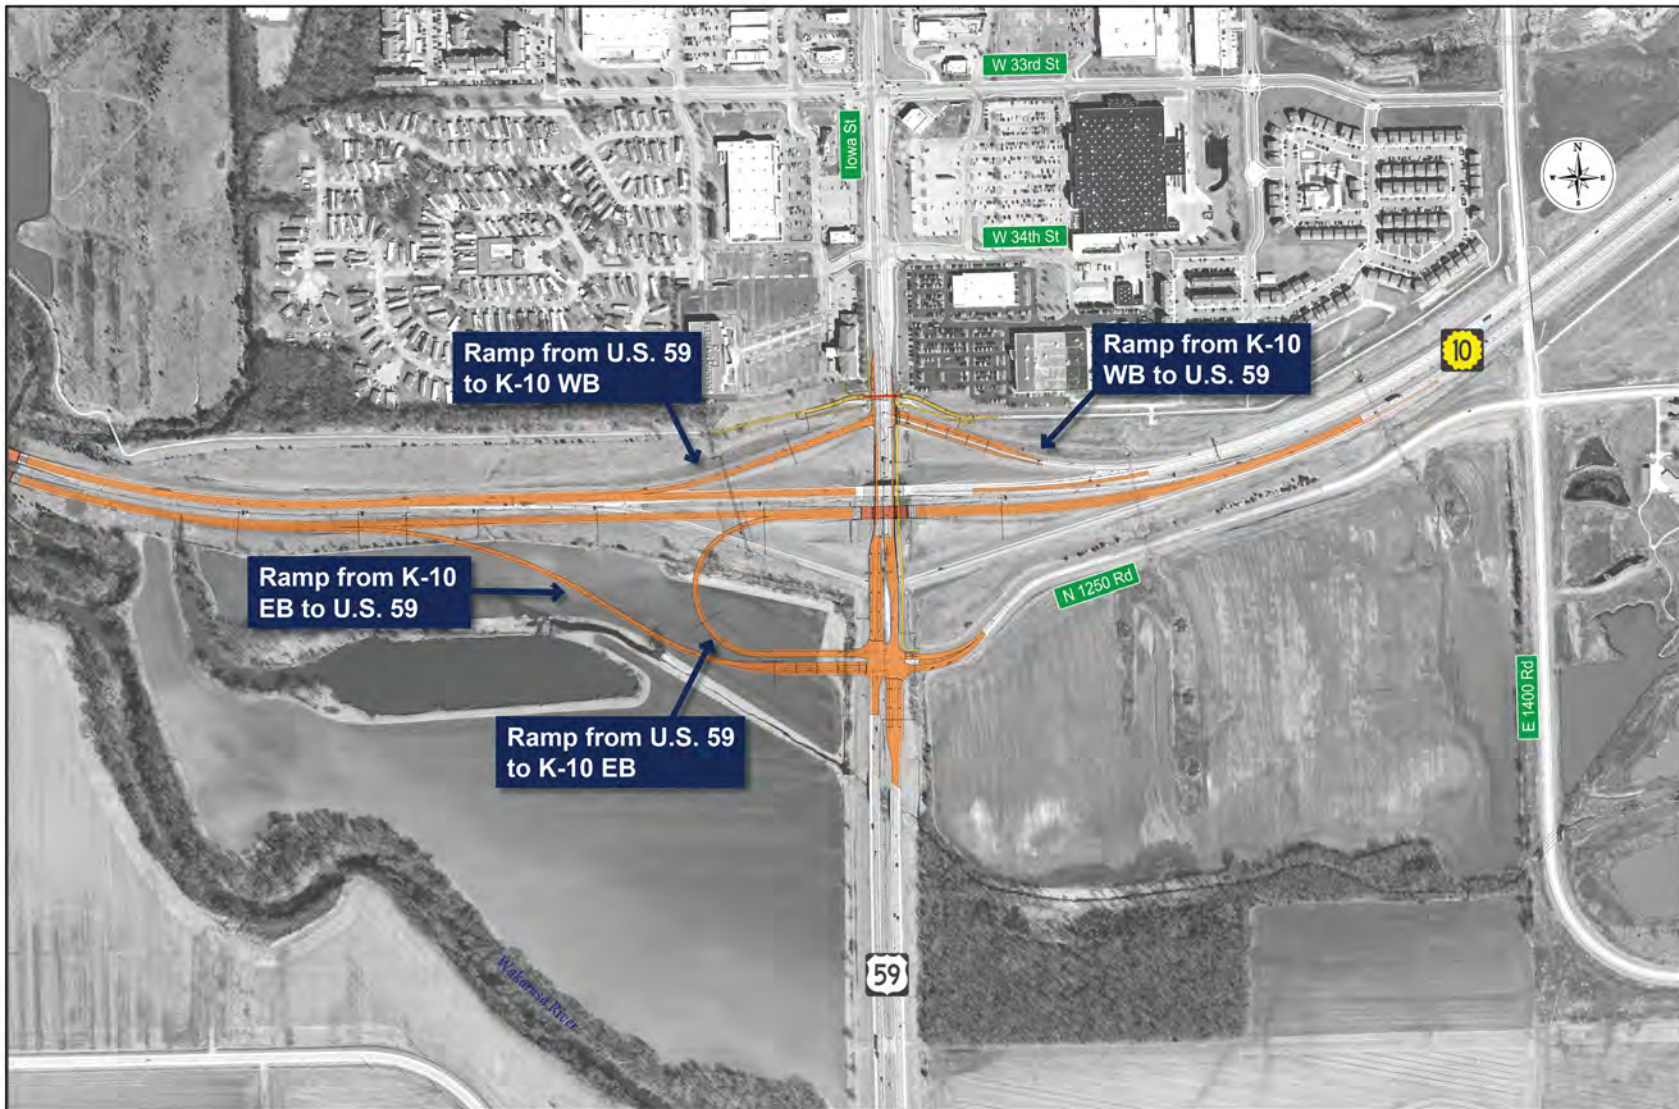 W 33rd St
Iowa St
N
W
E
S
W 34th St
Ramp from U.S. 59
to K-10 WB
Ramp from K-10
WB to U.S. 59
10
Ramp from K-10
EB to U.S. 59
N 1250 Rd
E 1400 Rd
Ramp from U.S. 59
to K-10 EB
59
Wakarusa River